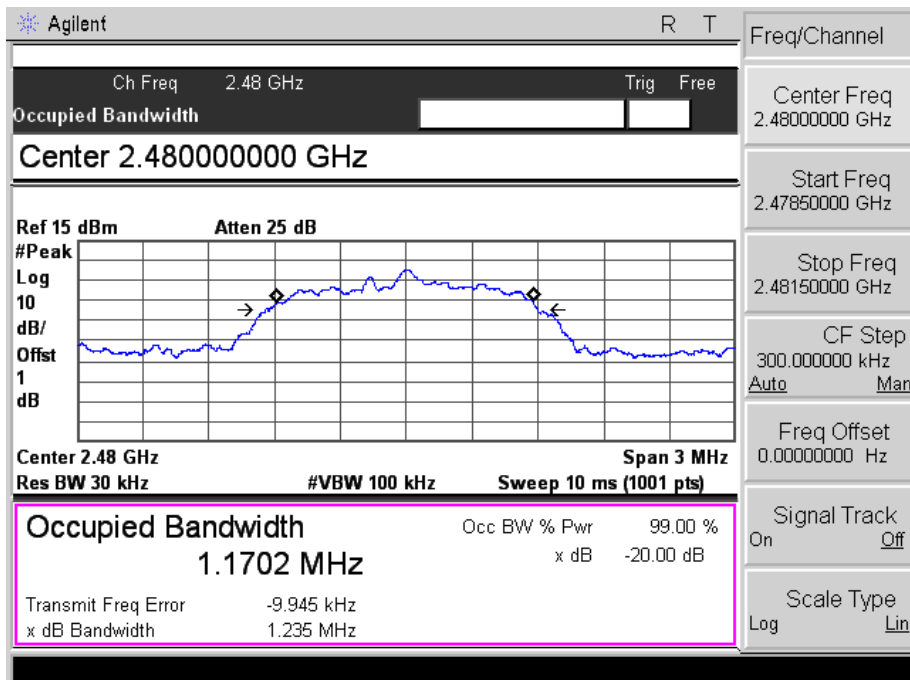 Agilent R T
Ch Freq 2.48 GHz Trig Free
Occupied Bandwidth
Center 2.480000000 GHz
Ref 15 dBm Atten 25 dB
#Peak
Log
10
dB/
Offst
1
dB
Center 2.48 GHz Span 3 MHz
Res BW 30 kHz #VBW 100 kHz Sweep 10 ms (1001 pts)
Occupied Bandwidth Occ BW % Pwr 99.00 %
1.1702 MHz x dB -20.00 dB
Transmit Freq Error -9.945 kHz
x dB Bandwidth 1.235 MHz
Freq/Channel
Center Freq
2.48000000 GHz
Start Freq
2.47850000 GHz
Stop Freq
2.48150000 GHz
CF Step
300.000000 kHz
Auto Man
Freq Offset
0.00000000 Hz
Signal Track
On Off
Scale Type
Log Lin